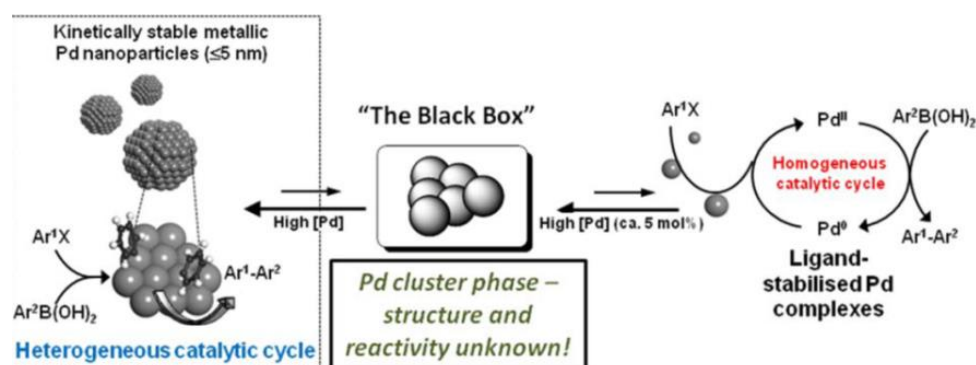 Kinetically stable metallic
Pd nanoparticles (≤5 nm)
Ar¹X
Ar²B(OH)₂
Ar¹-Ar²
Heterogeneous catalytic cycle
High [Pd]
“The Black Box”
Pd cluster phase –
structure and
reactivity unknown!
High [Pd] (ca. 5 mol%)
Ar¹X
Pdᴵᴵ
Ar²B(OH)₂
Homogeneous
catalytic cycle
Pd⁰
Ar¹-Ar²
Ligand-
stabilised Pd
complexes